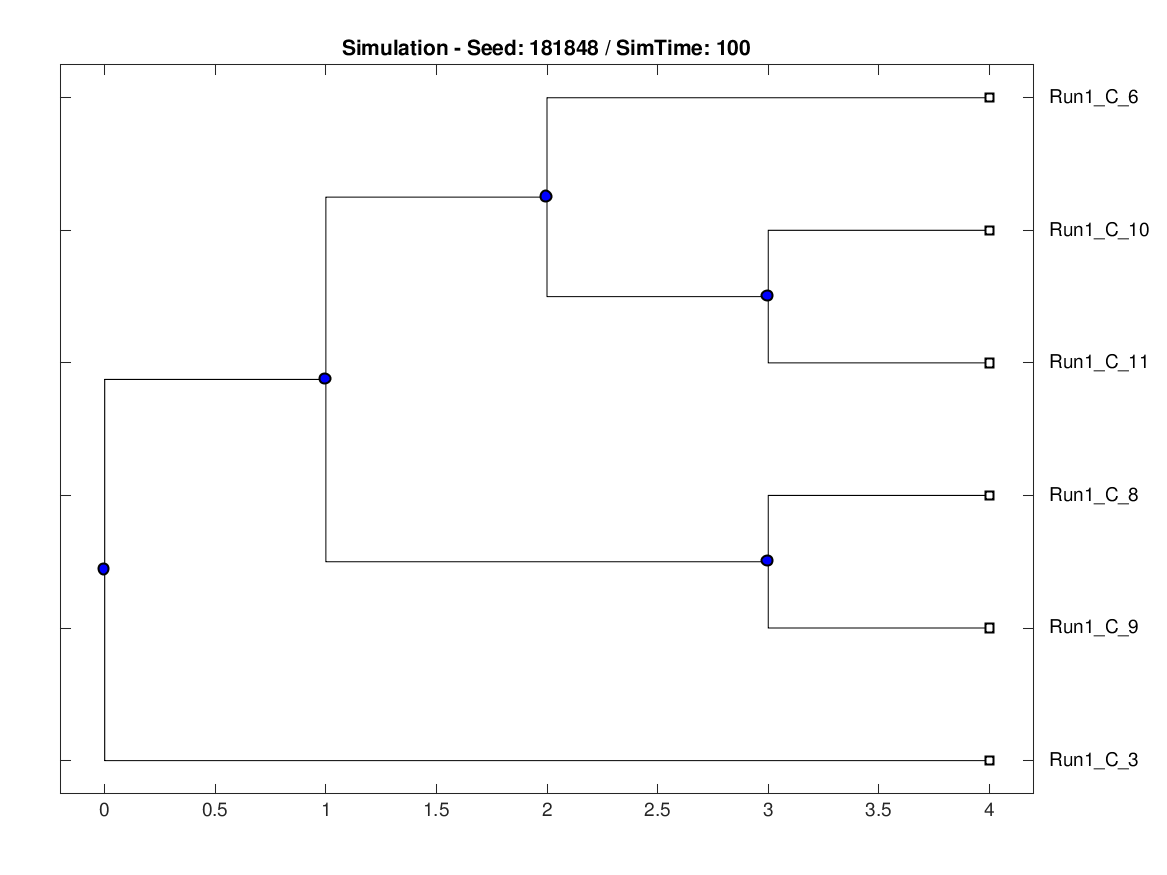 Simulation - Seed: 181848 / SimTime: 100
Run1_C_6
Run1_C_10
Run1_C_11
Run1_C_8
Run1_C_9
Run1_C_3
0 0.5 1 1.5 2 2.5 3 3.5 4